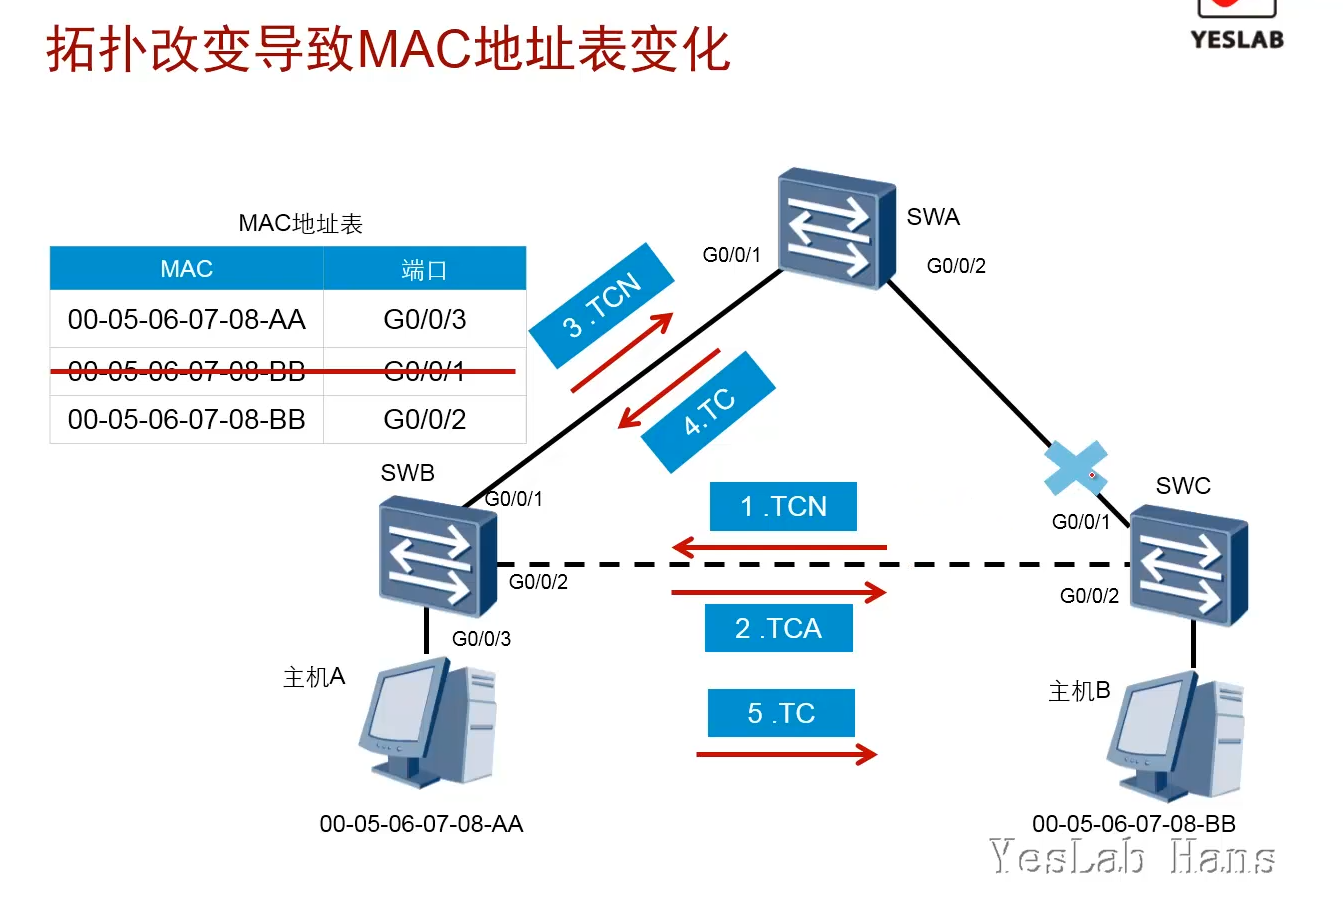 拓扑改变导致MAC地址表变化
YESLAB
MAC地址表
MAC 端口
00-05-06-07-08-AA G0/0/3
00-05-06-07-08-BB G0/0/1
00-05-06-07-08-BB G0/0/2
SWA
G0/0/1
G0/0/2
3 .TCN
4.TC
SWB
G0/0/1
G0/0/2
G0/0/3
1 .TCN
2 .TCA
5 .TC
SWC
G0/0/1
G0/0/2
主机A
主机B
00-05-06-07-08-AA
00-05-06-07-08-BB
YesLab Hans